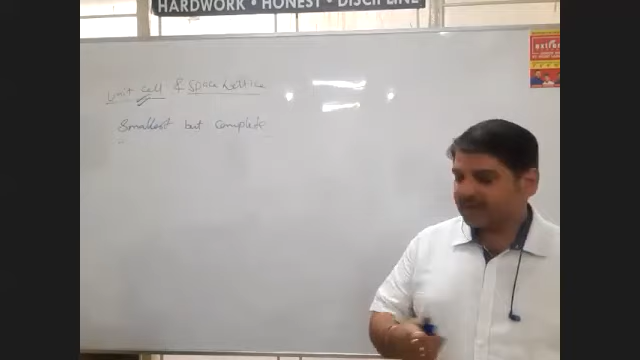 HARDWORK • HONEST • DISCIPLINE
Unit cell & Space Lattice
Smallest but complete